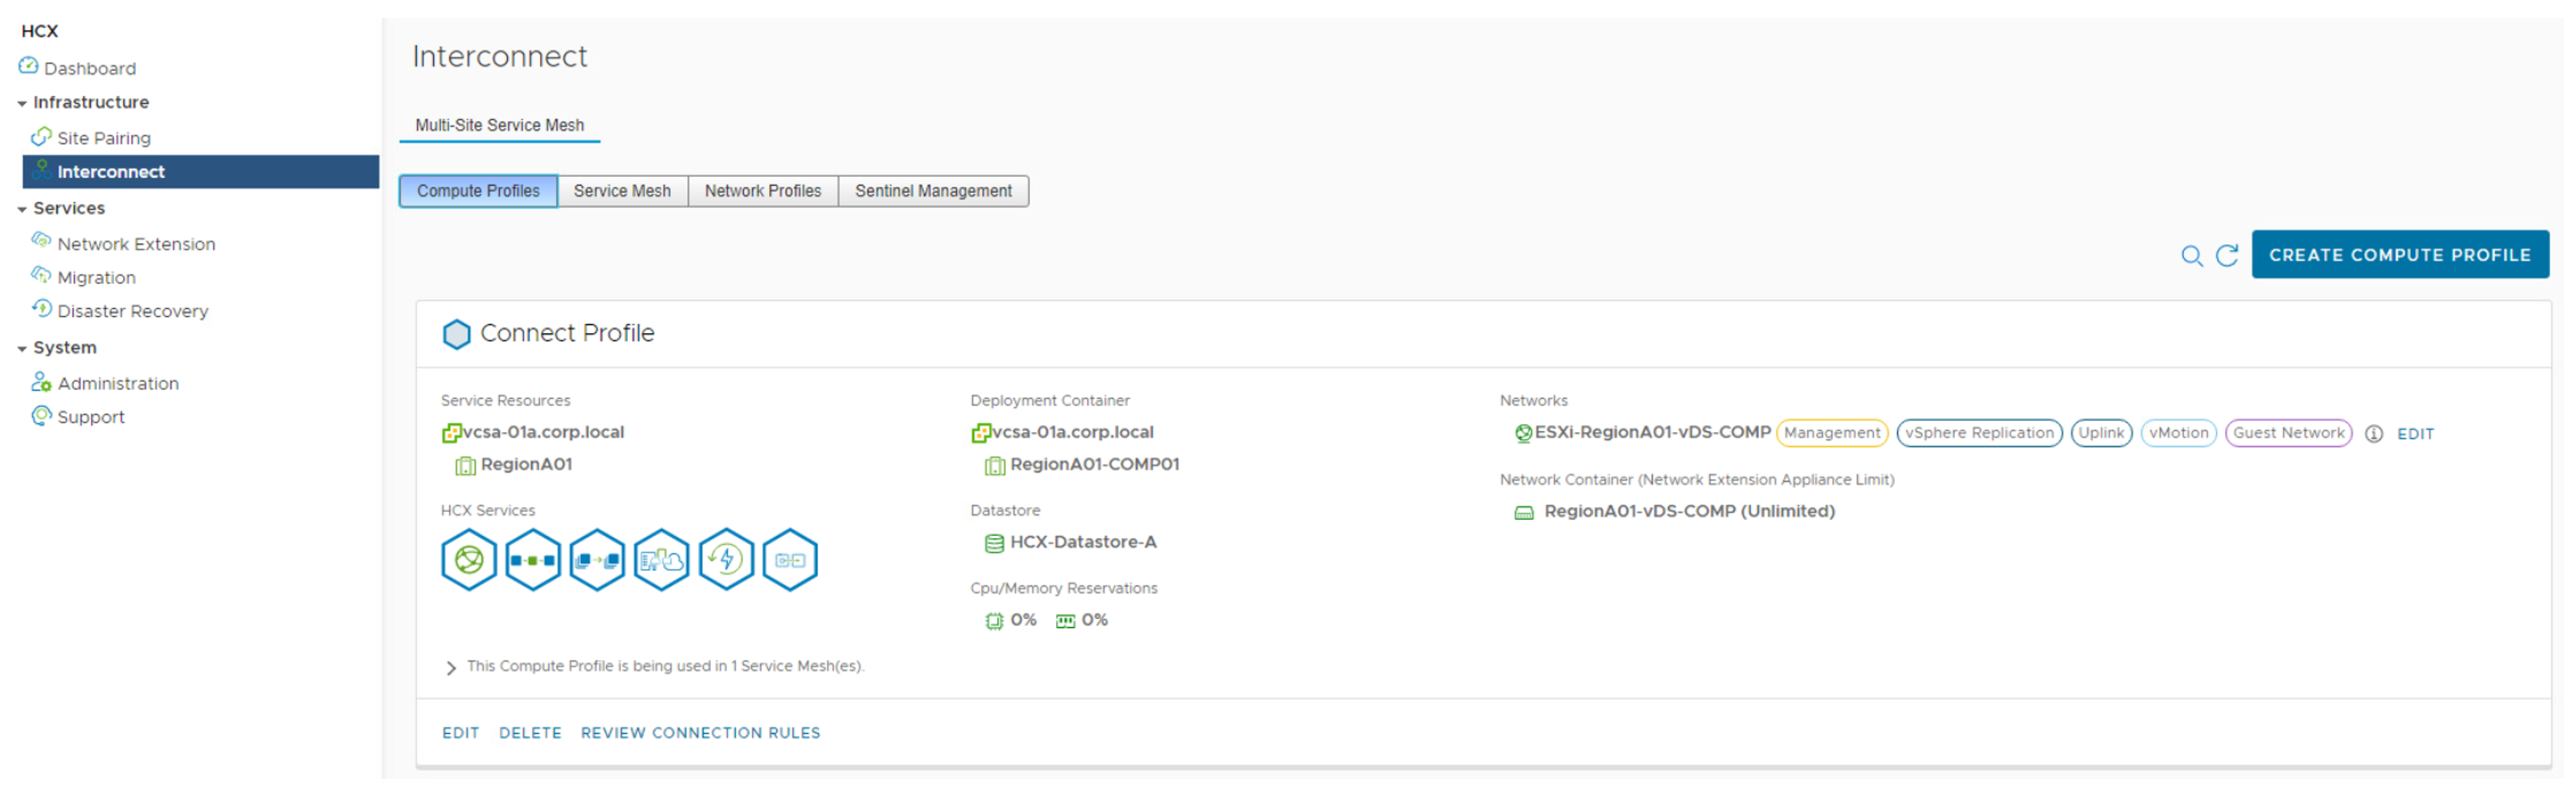 HCX
Dashboard
Infrastructure
Site Pairing
Interconnect
Services
Network Extension
Migration
Disaster Recovery
System
Administration
Support
Interconnect
Multi-Site Service Mesh
Compute Profiles Service Mesh Network Profiles Sentinel Management
CREATE COMPUTE PROFILE
Connect Profile
Service Resources
vcsa-01a.corp.local
RegionA01
HCX Services
Deployment Container
vcsa-01a.corp.local
RegionA01-COMP01
Datastore
HCX-Datastore-A
Cpu/Memory Reservations
0% 0%
Networks
ESXi-RegionA01-vDS-COMP Management vSphere Replication Uplink vMotion Guest Network EDIT
Network Container (Network Extension Appliance Limit)
RegionA01-vDS-COMP (Unlimited)
This Compute Profile is being used in 1 Service Mesh(es).
EDIT DELETE REVIEW CONNECTION RULES